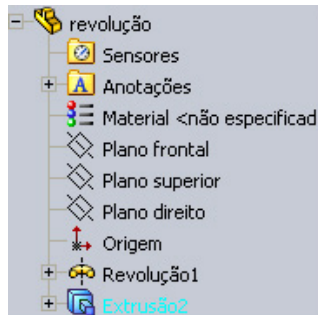 revolução
Sensores
Anotações
Material <não especificad
Plano frontal
Plano superior
Plano direito
Origem
Revolução1
Extrusão2